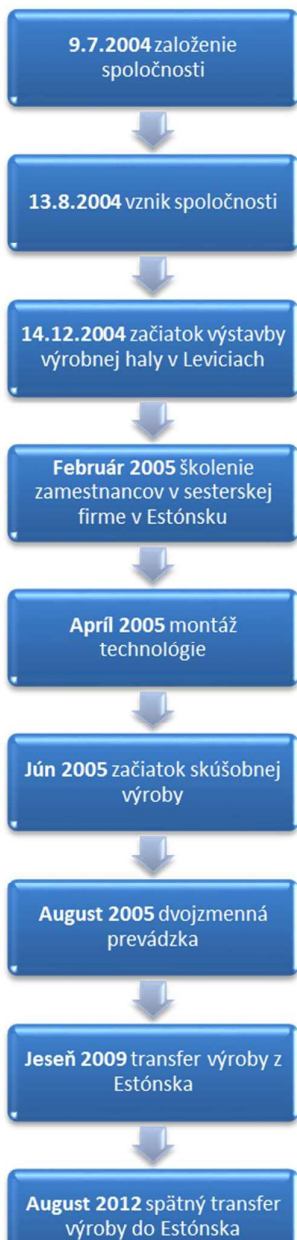 9.7.2004 založenie
spoločnosti
13.8.2004 vznik spoločnosti
14.12.2004 začiatok výstavby
výrobnej haly v Leviciach
Február 2005 školenie
zamestnancov v sesterskej
firme v Estónsku
Apríl 2005 montáž
technológie
Jún 2005 začiatok skúšobnej
výroby
August 2005 dvojzmenná
prevádzka
Jeseň 2009 transfer výroby z
Estónska
August 2012 spätný transfer
výroby do Estónska